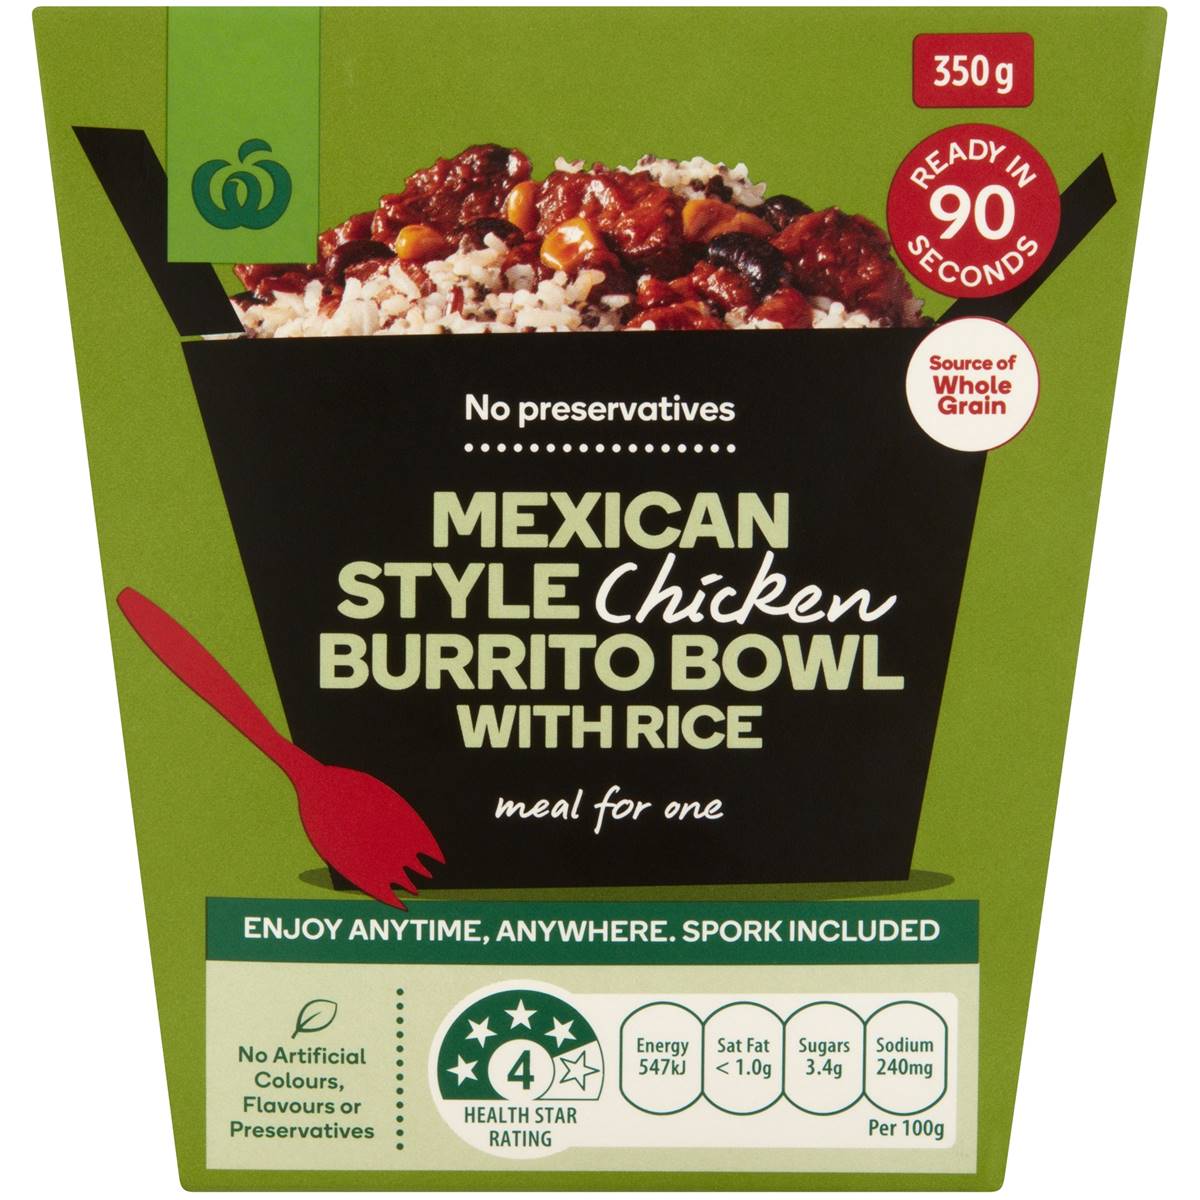 350g
READY IN
90
SECONDS
Source of
Whole
Grain
No preservatives
MEXICAN
STYLE Chicken
BURRITO BOWL
WITH RICE
meal for one
ENJOY ANYTIME, ANYWHERE. SPORK INCLUDED
No Artificial
Colours,
Flavours or
Preservatives
4
HEALTH STAR
RATING
Energy
547kJ
Sat Fat
< 1.0g
Sugars
3.4g
Sodium
240mg
Per 100g